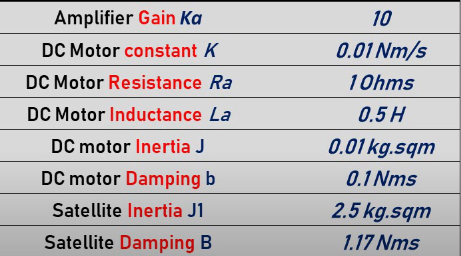 Amplifier Gain Ka 10
DC Motor constant K 0.01 Nm/s
DC Motor Resistance Ra 1 Ohms
DC Motor Inductance La 0.5 H
DC motor Inertia J 0.01 kg.sqm
DC motor Damping b 0.1 Nms
Satellite Inertia J1 2.5 kg.sqm
Satellite Damping B 1.17 Nms